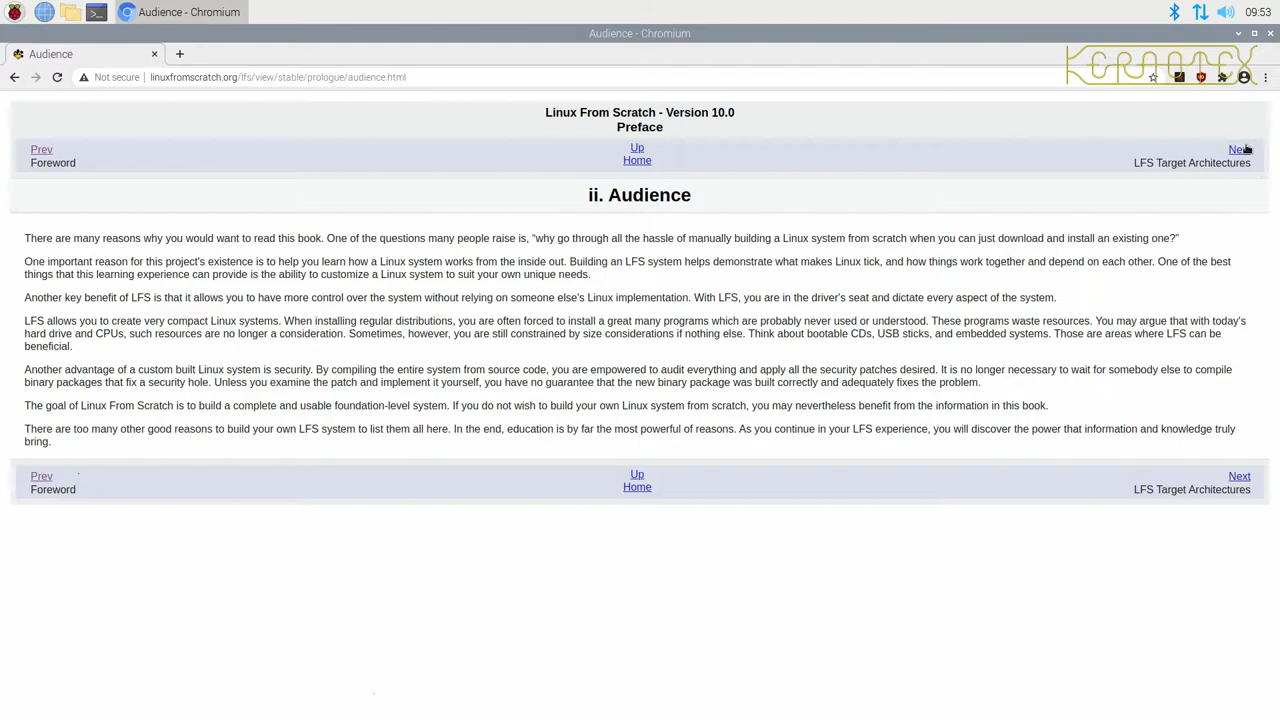 Audience - Chromium
09:53
Audience - Chromium
Audience
Not secure | linuxfromscratch.org/lfs/view/stable/prologue/audience.html
KERNOTEX
Linux From Scratch - Version 10.0
Preface
Prev
Up
Foreword
Home
LFS Target Architectures
ii. Audience
There are many reasons why you would want to read this book. One of the questions many people raise is, “why go through all the hassle of manually building a Linux system from scratch when you can just download and install an existing one?”
One important reason for this project's existence is to help you learn how a Linux system works from the inside out. Building an LFS system helps demonstrate what makes Linux tick, and how things work together and depend on each other. One of the best
things that this learning experience can provide is the ability to customize a Linux system to suit your own unique needs.
Another key benefit of LFS is that it allows you to have more control over the system without relying on someone else's Linux implementation. With LFS, you are in the driver's seat and dictate every aspect of the system.
LFS allows you to create very compact Linux systems. When installing regular distributions, you are often forced to install a great many programs which are probably never used or understood. These programs waste resources. You may argue that with today's
hard drive and CPUs, such resources are no longer a consideration. Sometimes, however, you are still constrained by size considerations if nothing else. Think about bootable CDs, USB sticks, and embedded systems. Those are areas where LFS can be
beneficial.
Another advantage of a custom built Linux system is security. By compiling the entire system from source code, you are empowered to audit everything and apply all the security patches desired. It is no longer necessary to wait for somebody else to compile
binary packages that fix a security hole. Unless you examine the patch and implement it yourself, you have no guarantee that the new binary package was built correctly and adequately fixes the problem.
The goal of Linux From Scratch is to build a complete and usable foundation-level system. If you do not wish to build your own Linux system from scratch, you may nevertheless benefit from the information in this book.
There are too many other good reasons to build your own LFS system to list them all here. In the end, education is by far the most powerful of reasons. As you continue in your LFS experience, you will discover the power that information and knowledge truly
bring.
Prev
Up
Next
Foreword
Home
LFS Target Architectures